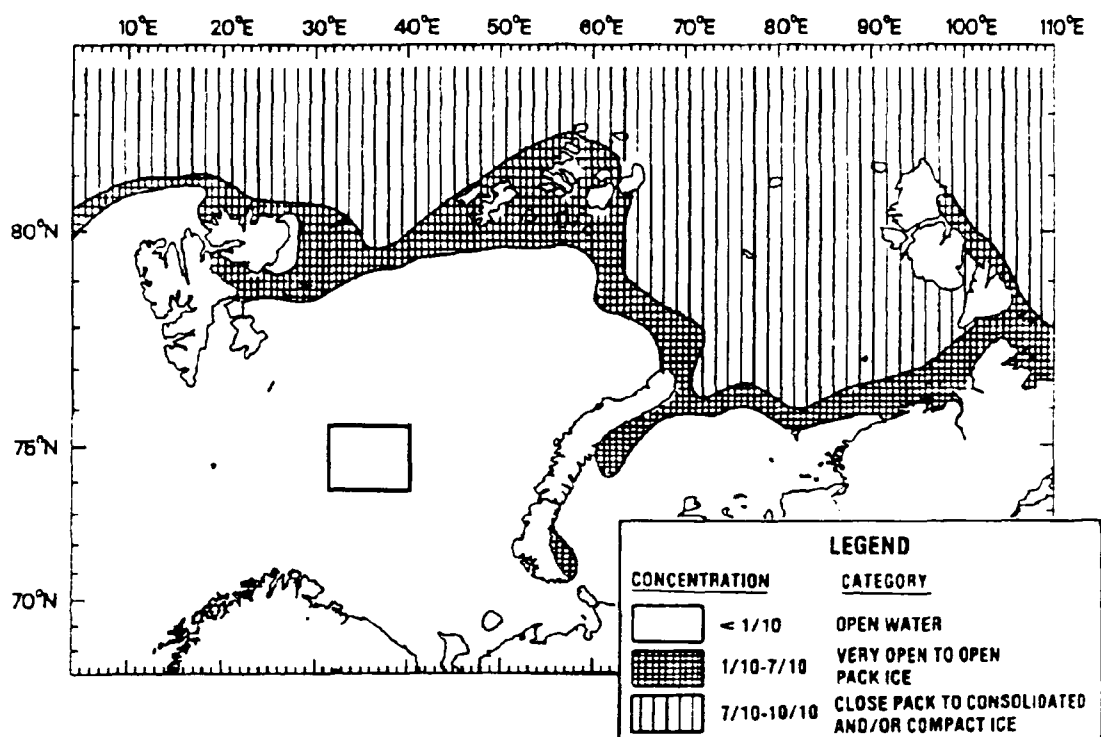 10°E 20°E 30°E 40°E 50°E 60°E 70°E 80°E 90°E 100°E 110°E
80°N
75°N
70°N
LEGEND
CONCENTRATION CATEGORY
< 1/10 OPEN WATER
1/10-7/10 VERY OPEN TO OPEN
PACK ICE
7/10-10/10 CLOSE PACK TO CONSOLIDATED
AND/OR COMPACT ICE